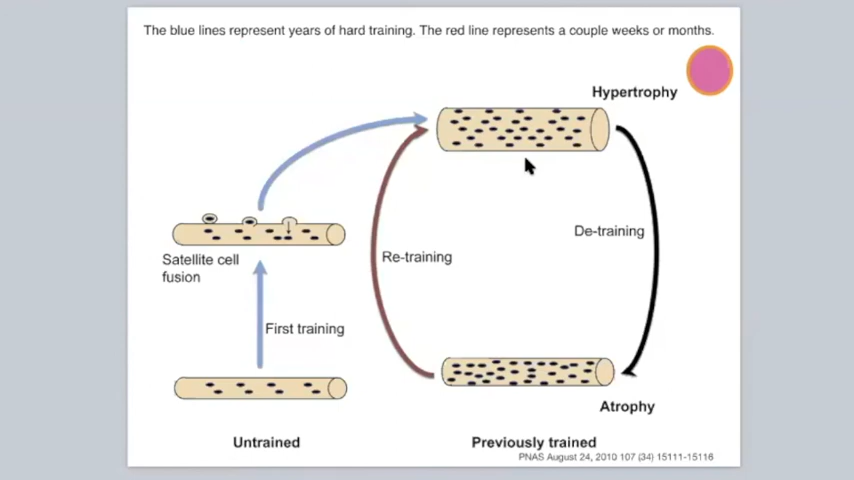 The blue lines represent years of hard training. The red line represents a couple weeks or months.
Hypertrophy
De-training
Re-training
Satellite cell
fusion
First training
Atrophy
Untrained
Previously trained
PNAS August 24, 2010 107 (34) 15111-15116